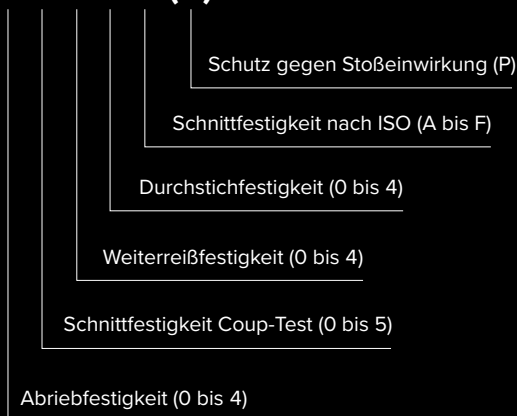 Schutz gegen Stoßeinwirkung (P)
Schnittfestigkeit nach ISO (A bis F)
Durchstichfestigkeit (0 bis 4)
Weiterreißfestigkeit (0 bis 4)
Schnittfestigkeit Coup-Test (0 bis 5)
Abriebfestigkeit (0 bis 4)